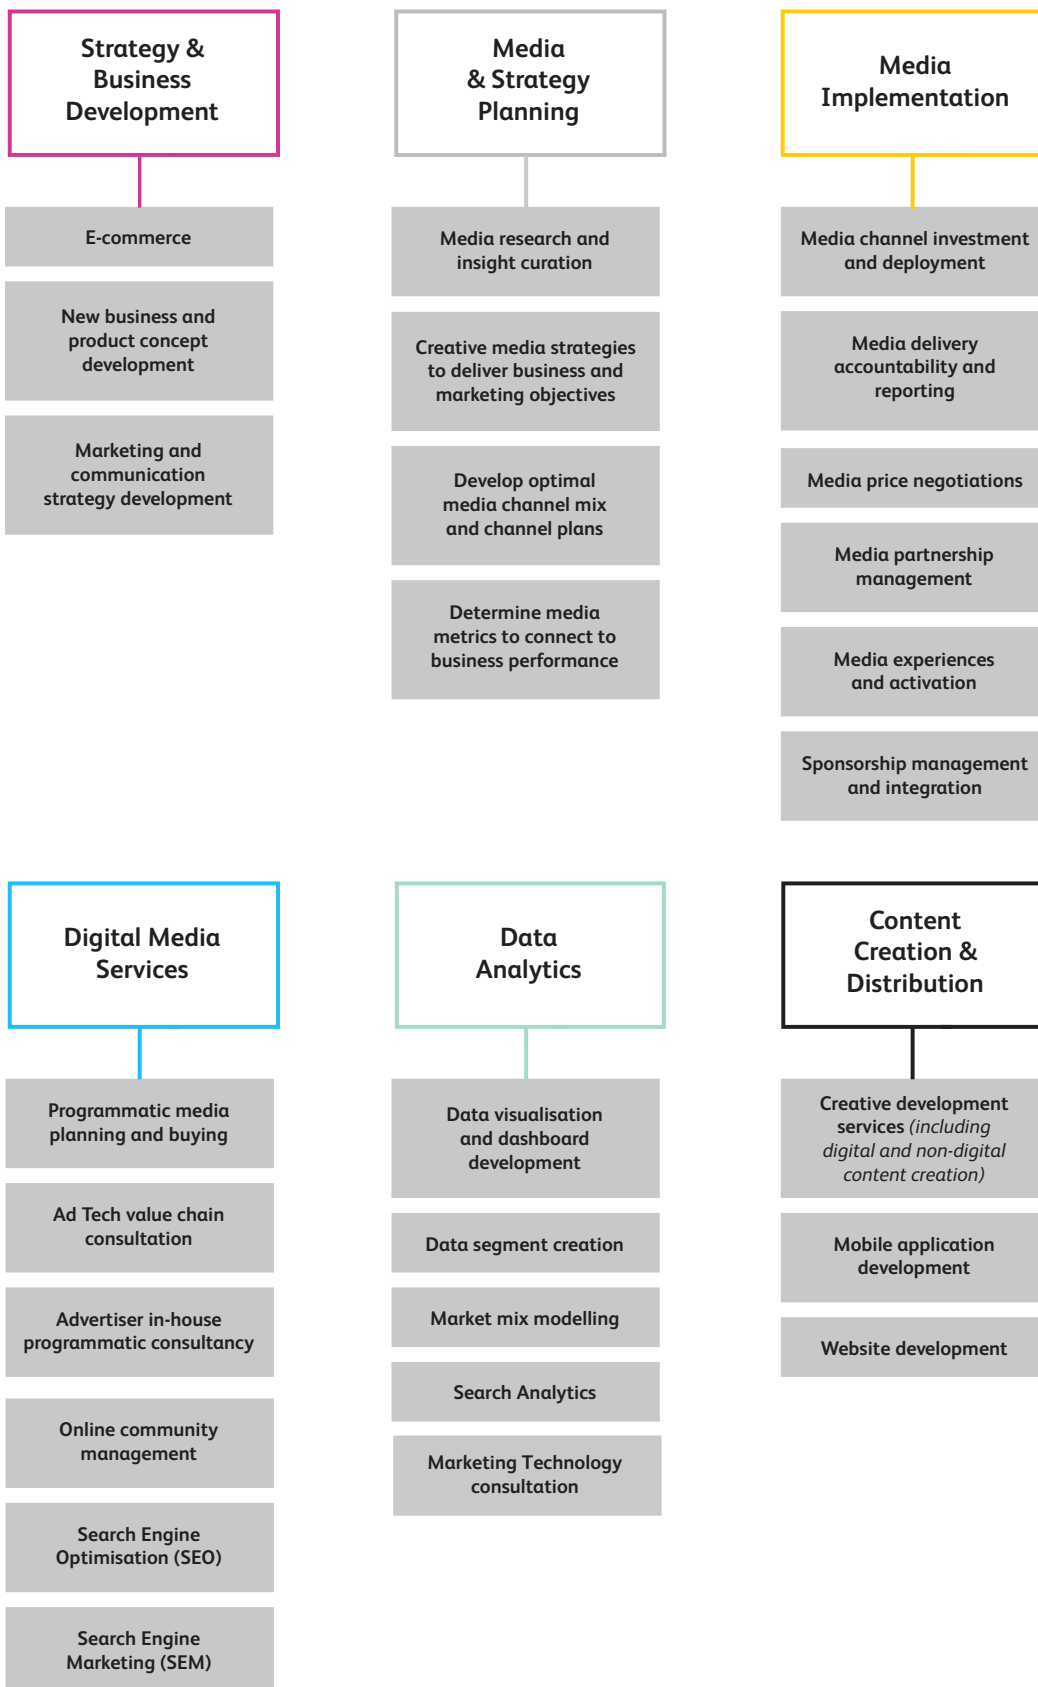 Strategy &
Business
Development
E-commerce
New business and
product concept
development
Marketing and
communication
strategy development
Media
& Strategy
Planning
Media research and
insight curation
Creative media strategies
to deliver business and
marketing objectives
Develop optimal
media channel mix
and channel plans
Determine media
metrics to connect to
business performance
Media
Implementation
Media channel investment
and deployment
Media delivery
accountability and
reporting
Media price negotiations
Media partnership
management
Media experiences
and activation
Sponsorship management
and integration
Digital Media
Services
Programmatic media
planning and buying
Ad Tech value chain
consultation
Advertiser in-house
programmatic consultancy
Online community
management
Search Engine
Optimisation (SEO)
Search Engine
Marketing (SEM)
Data
Analytics
Data visualisation
and dashboard
development
Data segment creation
Market mix modelling
Search Analytics
Marketing Technology
consultation
Content
Creation &
Distribution
Creative development
services (including
digital and non-digital
content creation)
Mobile application
development
Website development